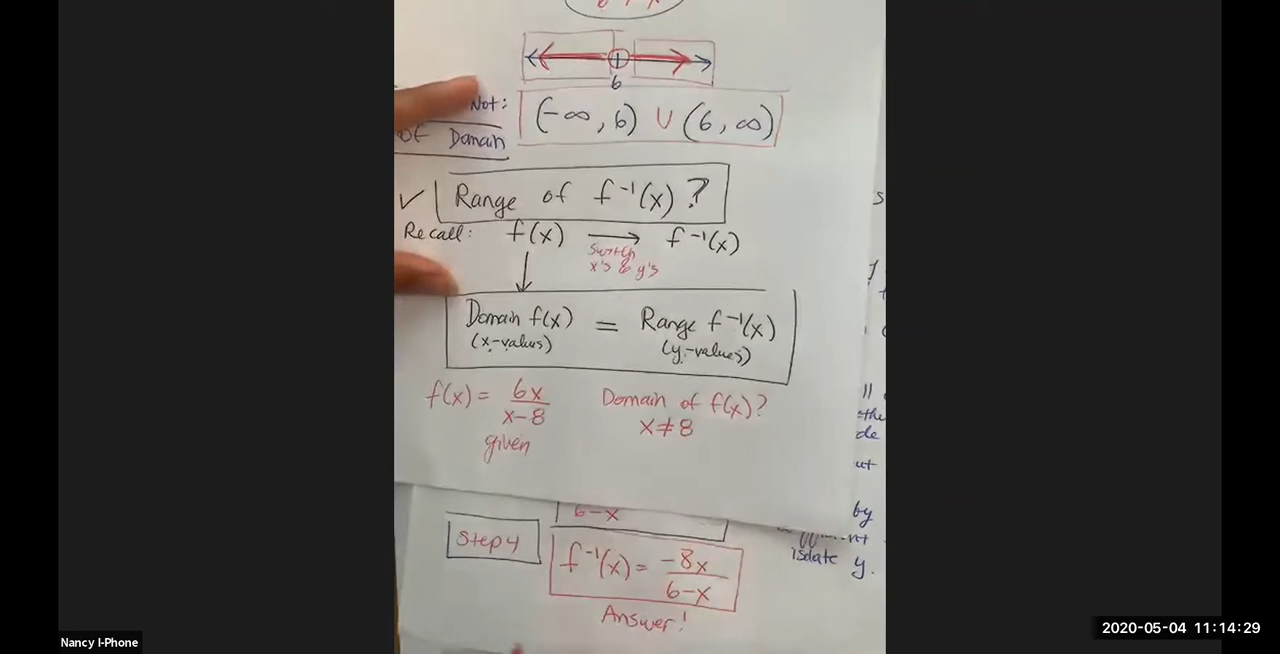 6
Not:
(-∞, 6) ∪ (6, ∞)
OF Domain
✓ Range of f⁻¹(x)?
Recall: f(x) → f⁻¹(x)
Switch
x's & y's
Domain f(x) = Range f⁻¹(x)
(x-values) (y-values)
f(x) = 6x / x-8 Domain of f(x)?
x≠8
given
6-x
Step 4
f⁻¹(x) = -8x / 6-x
Answer!
by
isolate y.
Nancy I-Phone
2020-05-04 11:14:29